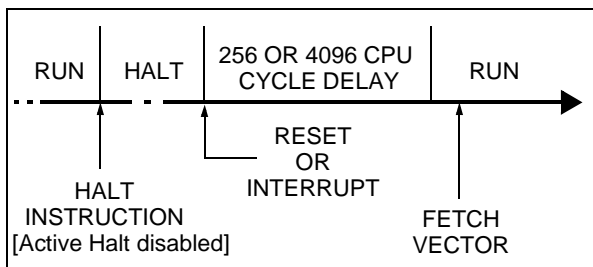 RUN
HALT
256 OR 4096 CPU
CYCLE DELAY
RUN
RESET
OR
INTERRUPT
HALT
INSTRUCTION
[Active Halt disabled]
FETCH
VECTOR